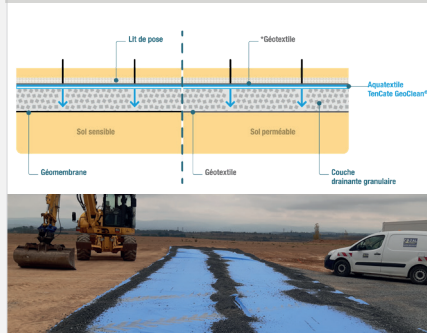 Lit de pose
*Géotextile
Aquatextile
TenCate GeoClean®
Sol sensible
Sol perméable
Géomembrane
Géotextile
Couche
drainante granulaire